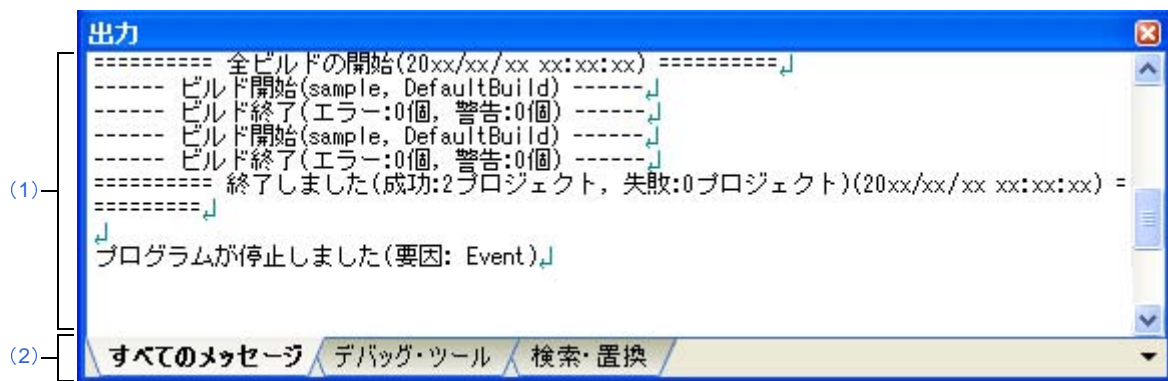 出力
========== 全ビルドの開始(20xx/xx/xx xx:xx:xx) ==========↲
------ ビルド開始(sample, DefaultBuild) ------↲
------ ビルド終了(エラー:0個, 警告:0個) ------↲
------ ビルド開始(sample, DefaultBuild) ------↲
------ ビルド終了(エラー:0個, 警告:0個) ------↲
========== 終了しました(成功:2プロジェクト, 失敗:0プロジェクト)(20xx/xx/xx xx:xx:xx) =
=========↲
↲
プログラムが停止しました(要因: Event)↲
(1)
(2)
すべてのメッセージ デバッグ・ツール 検索・置換